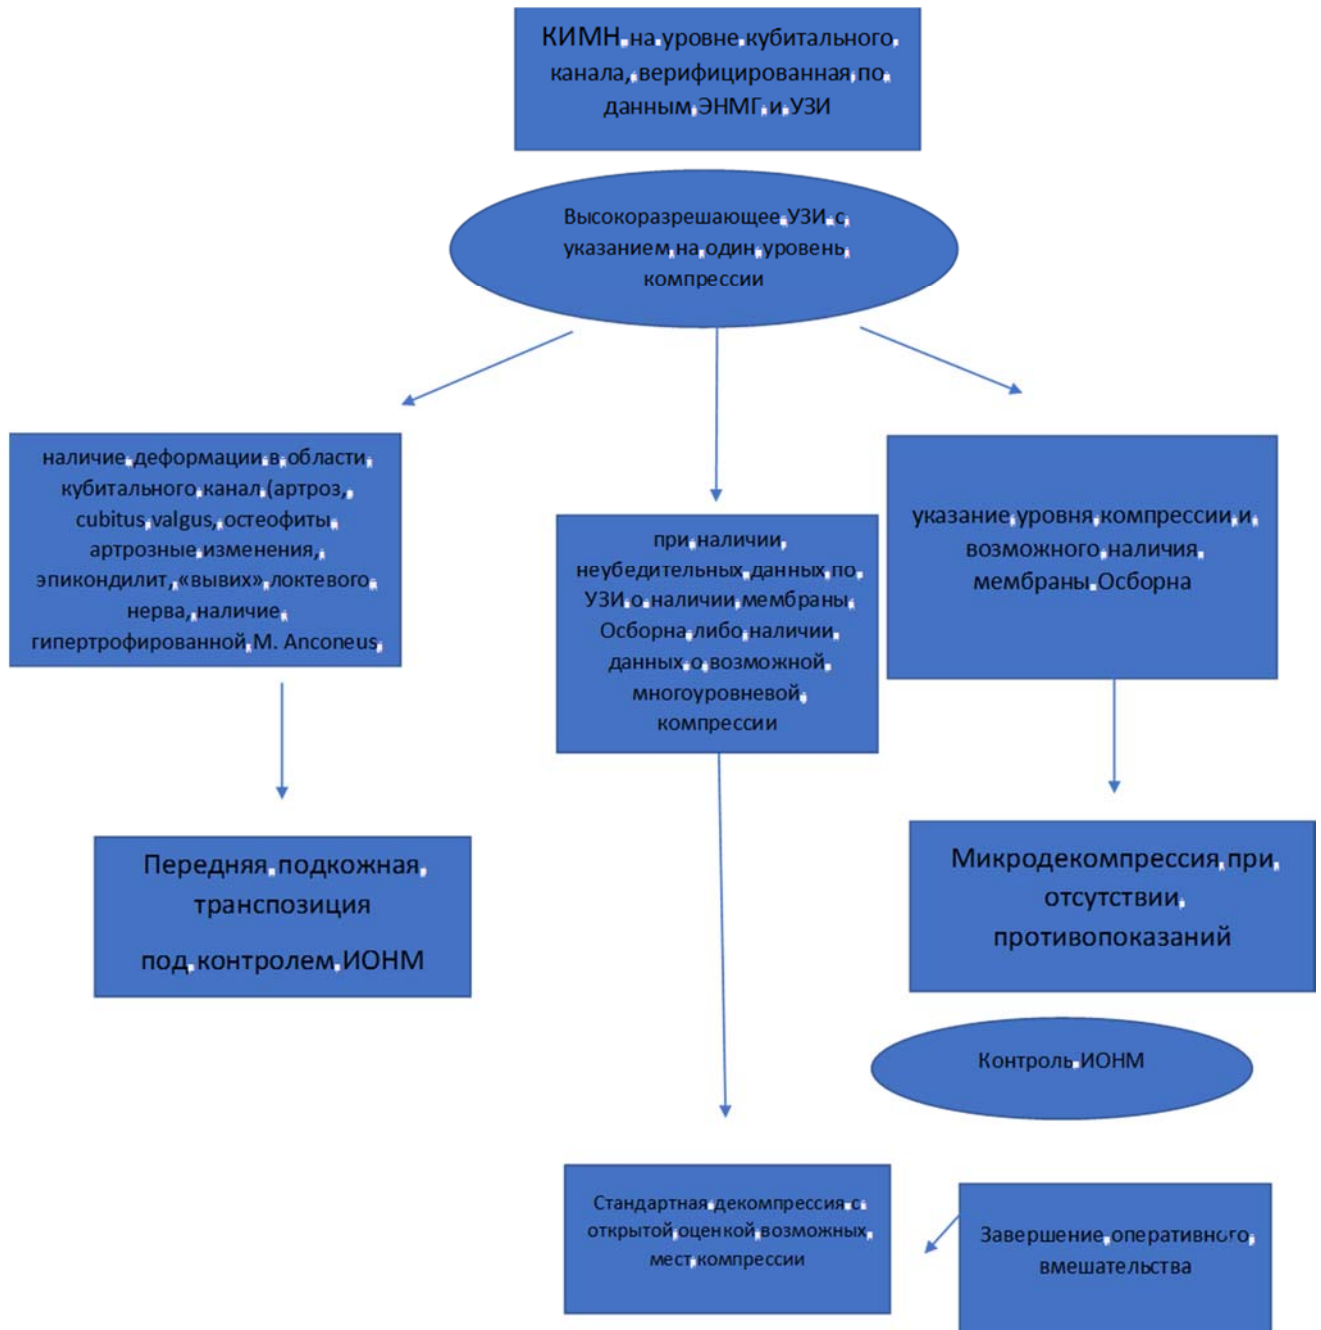 КИМН на уровне кубитального
канала, верифицированная по
данным ЭНМГ и УЗИ
Высокоразрешающее УЗИ с
указанием на один уровень
компрессии
наличие деформации в области
кубитального канал (артроз,
cubitus valgus, остеофиты
артрозные изменения,
эпикондилит, «вывих» локтевого
нерва, наличие
гипертрофированной М. Anconeus
при наличии
неубедительных данных по
УЗИ о наличии мембраны
Осборна либо наличии
данных о возможной
многоуровневой
компрессии
указание уровня компрессии и
возможного наличия
мембраны Осборна
Передняя подкожная
транспозиция
под контролем ИОНМ
Микродекомпрессия при
отсутствии
противопоказаний
Контроль ИОНМ
Стандартная декомпрессия с
открытой оценкой возможных
мест компрессии
Завершение оперативного
вмешательства